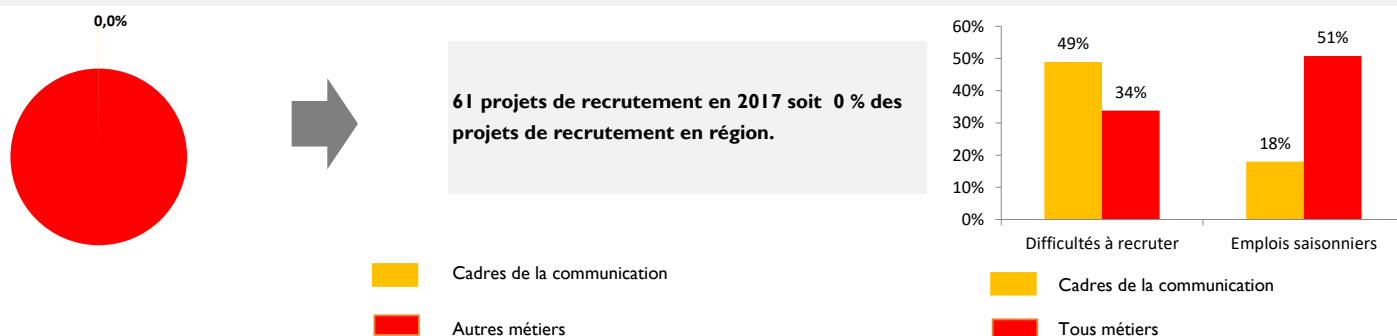 0,0%
61 projets de recrutement en 2017 soit 0 % des
projets de recrutement en région.
Cadres de la communication
Autres métiers
60%
50%
40%
30%
20%
10%
0%
49%
34%
18%
51%
Difficultés à recruter
Emplois saisonniers
Cadres de la communication
Tous métiers